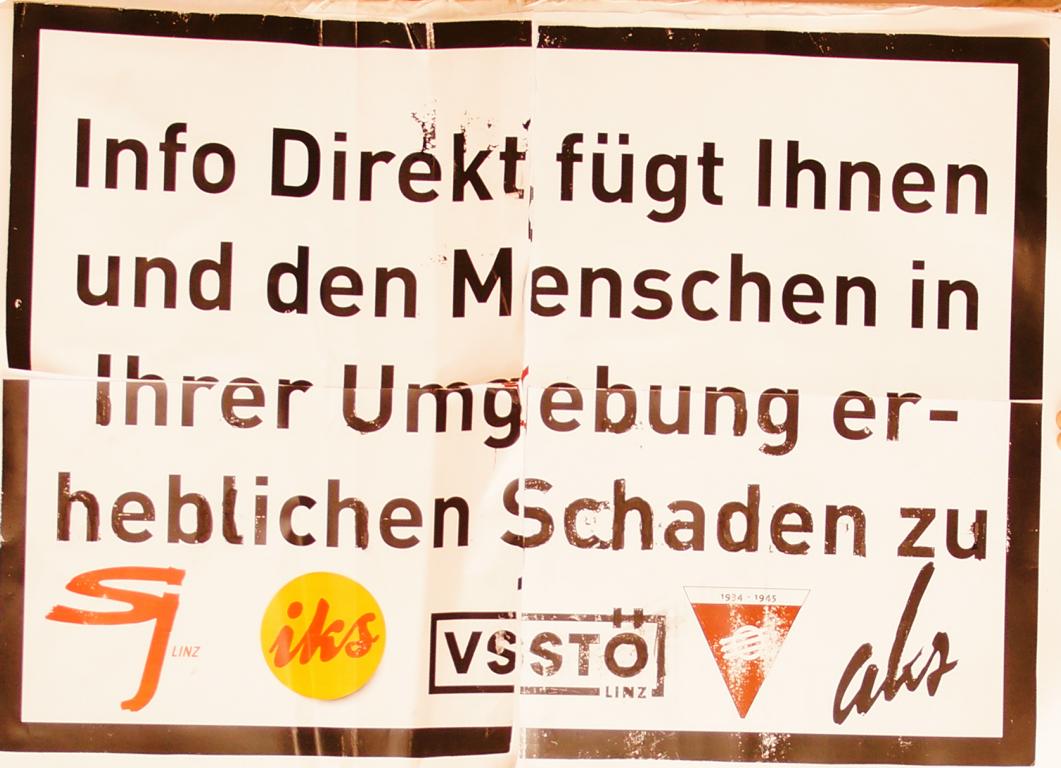 Info Direkt fügt Ihnen
und den Menschen in
Ihrer Umgebung er-
heblichen Schaden zu
SJ LINZ
iks
VSSTÖ
LINZ
1934 - 1945
aks